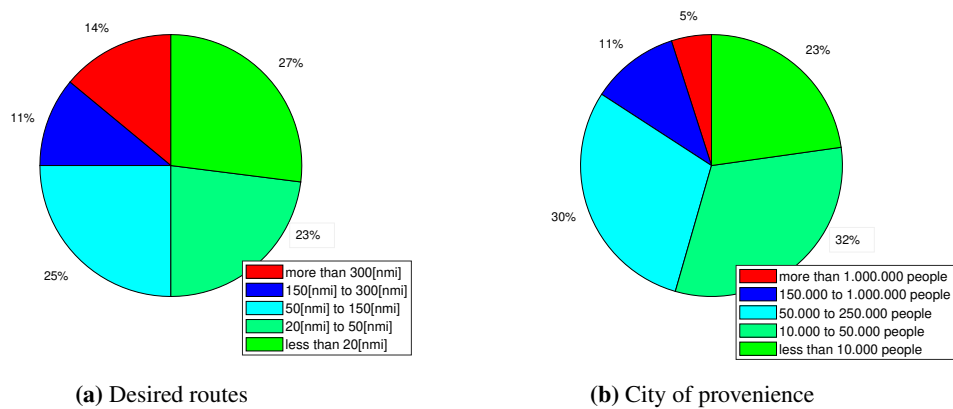 14%
27%
11%
25%
23%
more than 300[nmi]
150[nmi] to 300[nmi]
50[nmi] to 150[nmi]
20[nmi] to 50[nmi]
less than 20[nmi]
(a) Desired routes
5%
11%
23%
30%
32%
more than 1.000.000 people
150.000 to 1.000.000 people
50.000 to 250.000 people
10.000 to 50.000 people
less than 10.000 people
(b) City of provenience